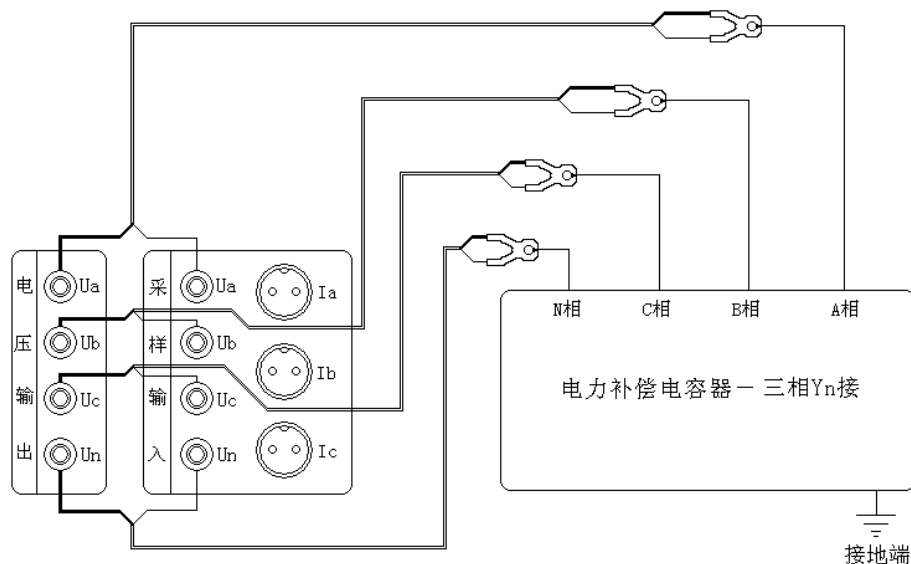 电压输出
Ua
Ub
Uc
Un
采样输入
Ua
Ub
Uc
Un
Ia
Ib
Ic
N相 C相 B相 A相
电力补偿电容器－三相Yn接
接地端